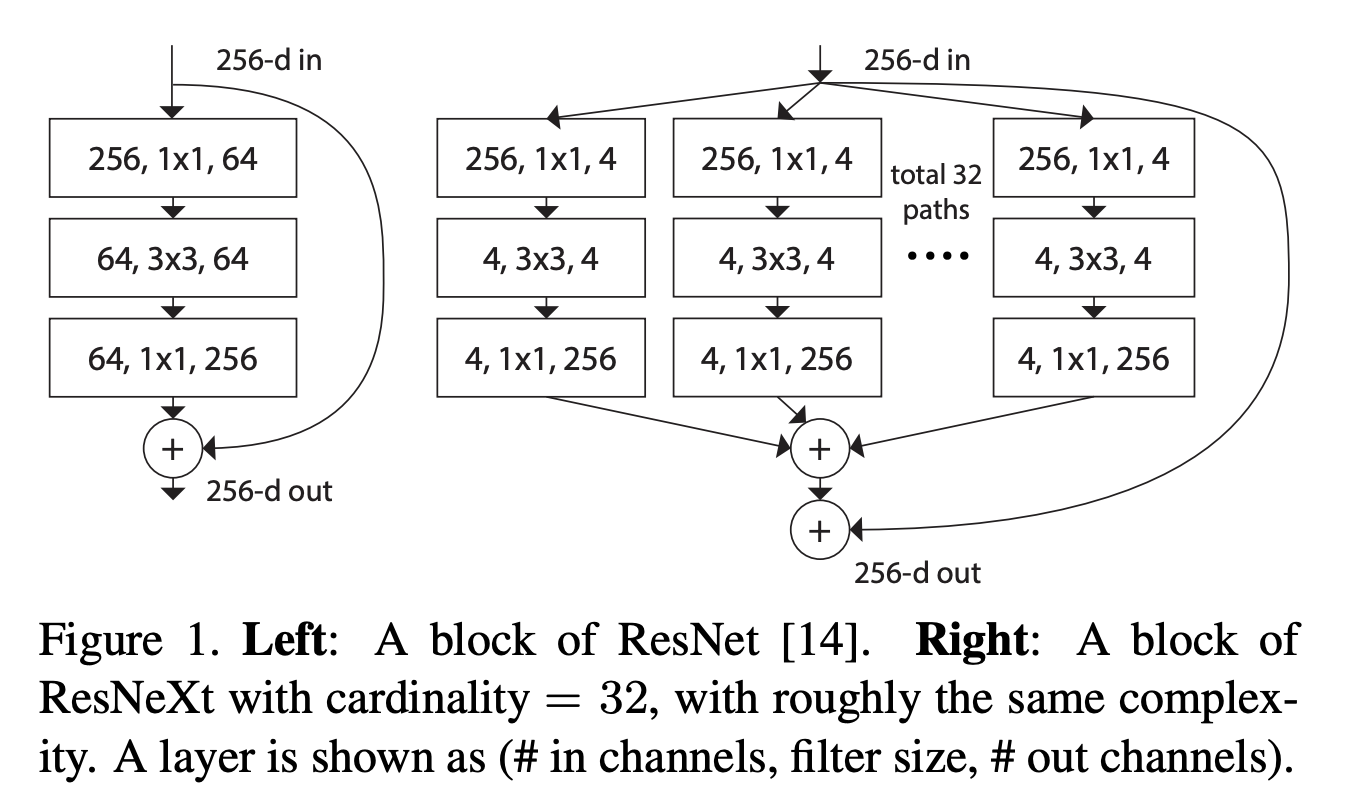 256-d in
256, 1x1, 64
64, 3x3, 64
64, 1x1, 256
+
256-d out
256-d in
256, 1x1, 4
256, 1x1, 4
total 32
paths
256, 1x1, 4
4, 3x3, 4
4, 3x3, 4
....
4, 3x3, 4
4, 1x1, 256
4, 1x1, 256
4, 1x1, 256
+
+
256-d out
Figure 1. Left: A block of ResNet [14]. Right: A block of
ResNeXt with cardinality = 32, with roughly the same complex-
ity. A layer is shown as (# in channels, filter size, # out channels).